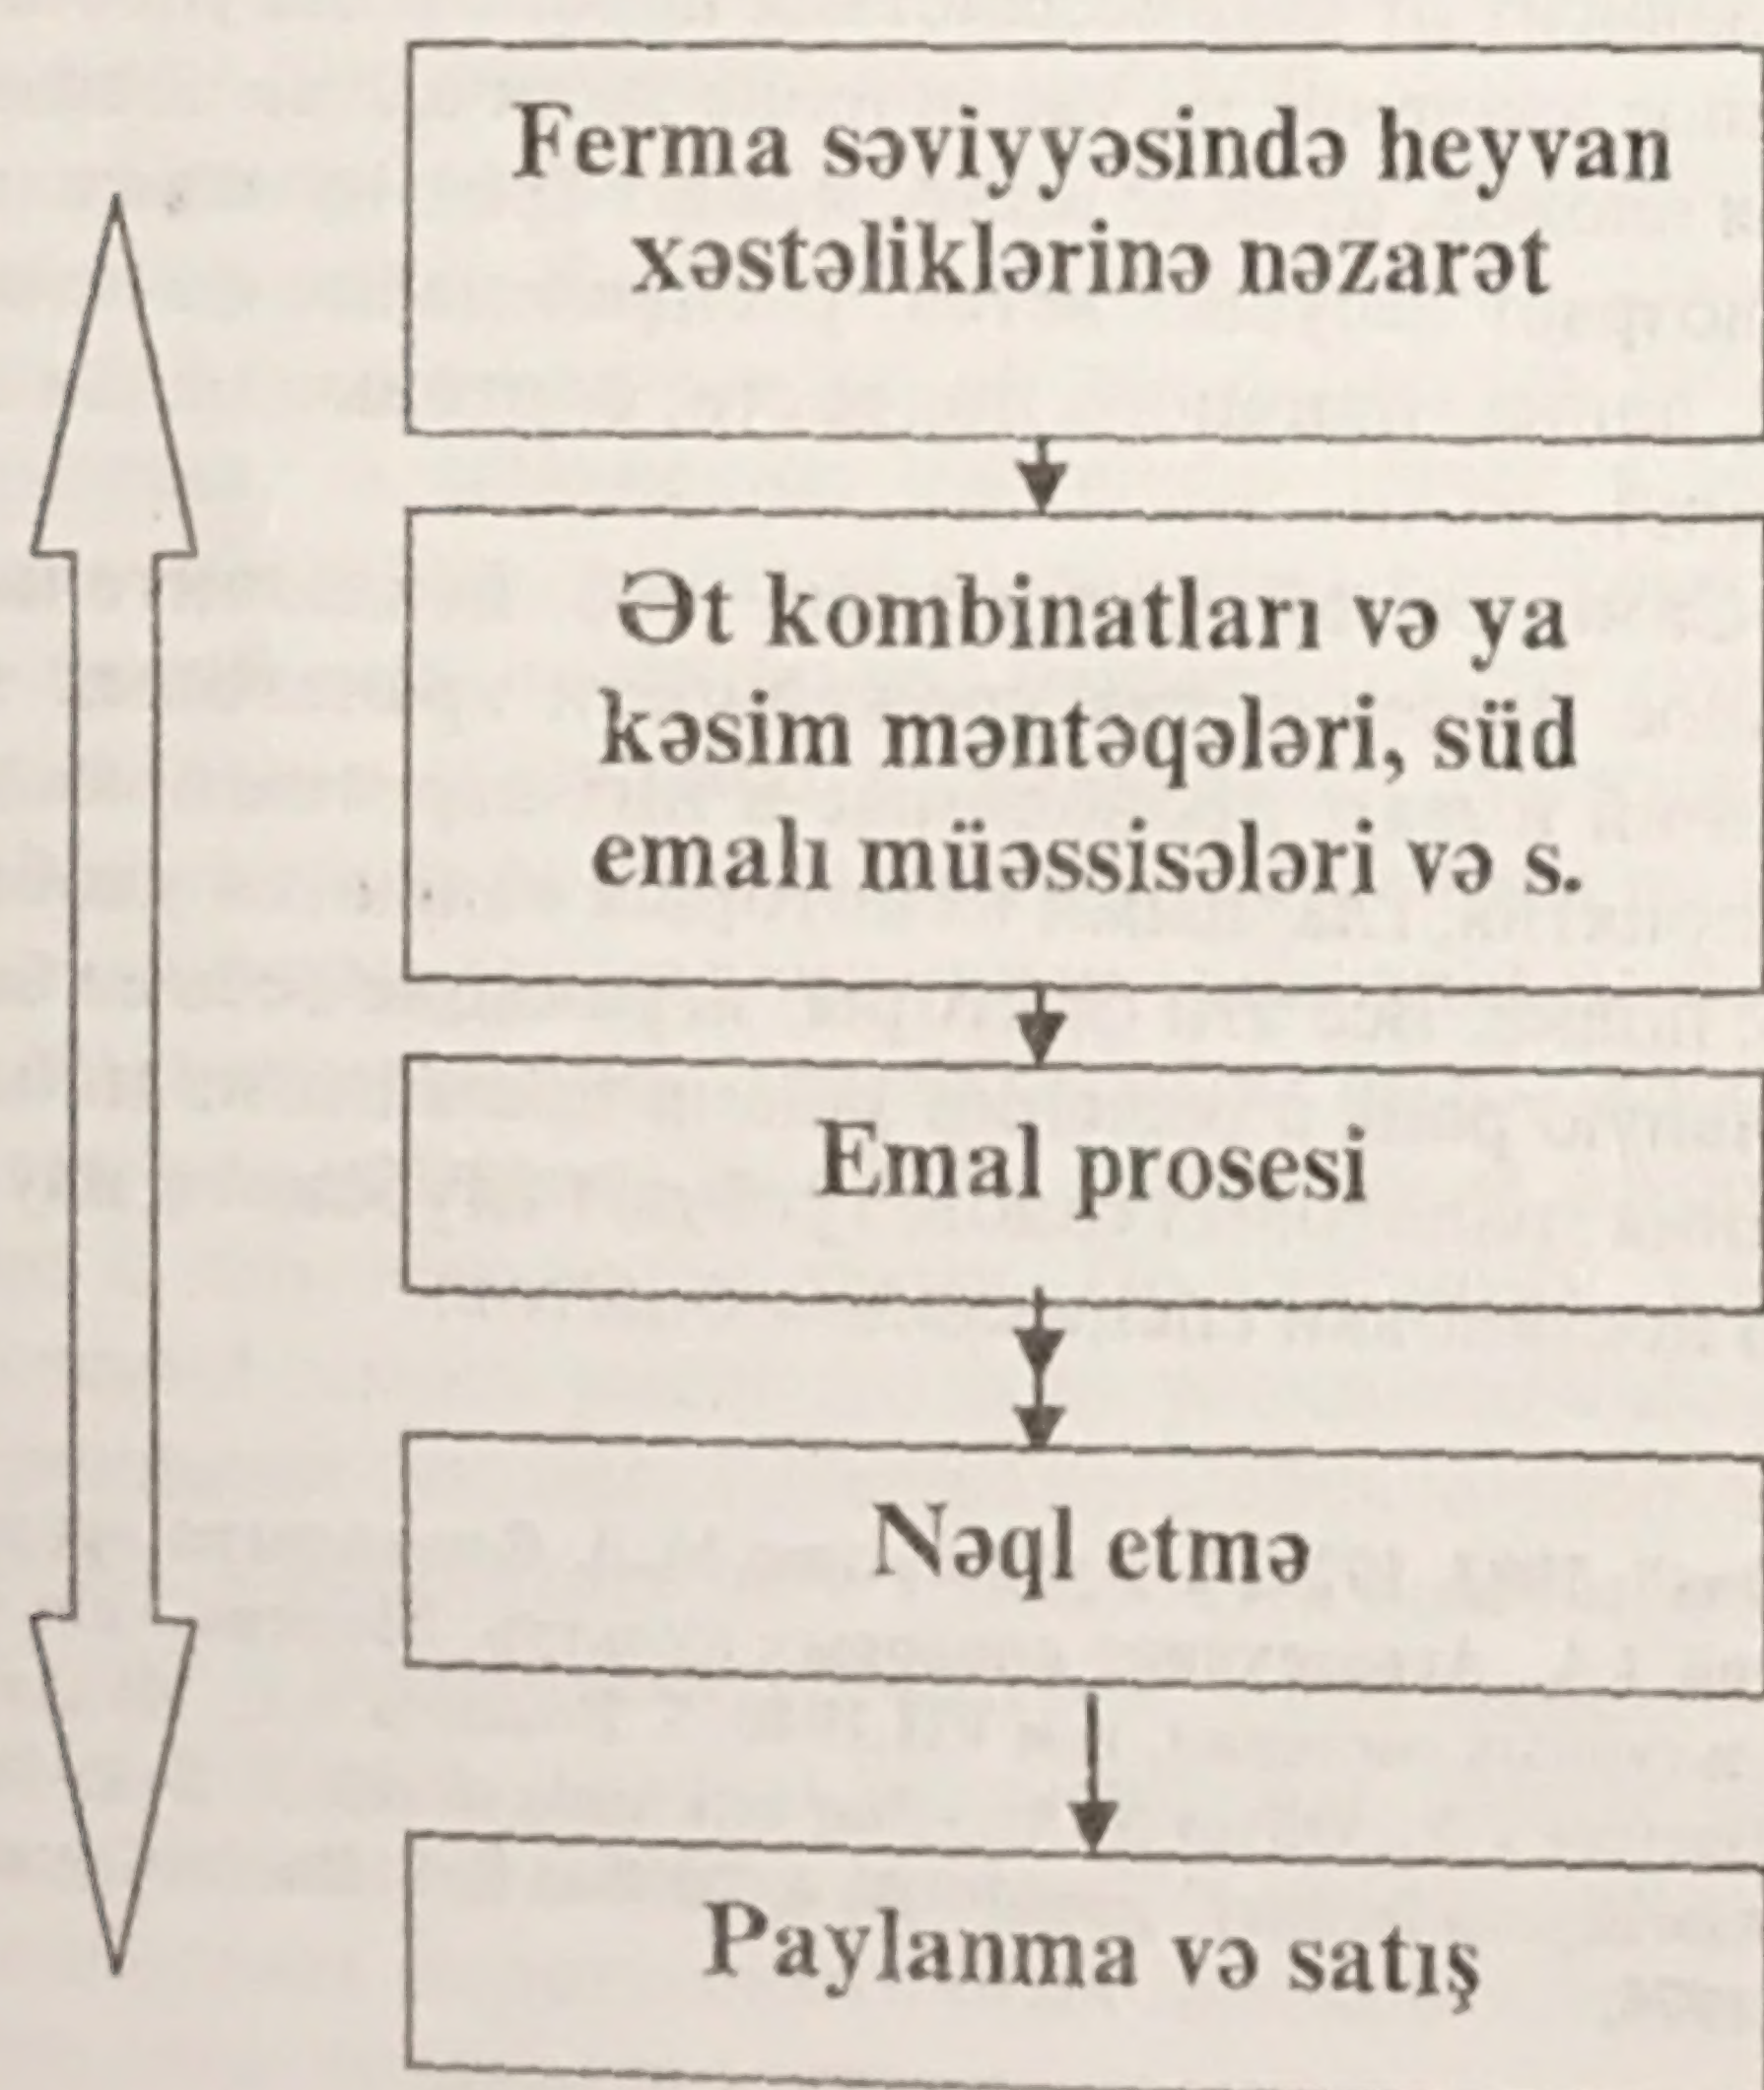 Ferma səviyyəsində heyvan
xəstəliklərinə nəzarət
Ət kombinatları və ya
kəsim məntəqələri, süd
emalı müəssisələri və s.
Emal prosesi
Nəql etmə
Paylanma və satış